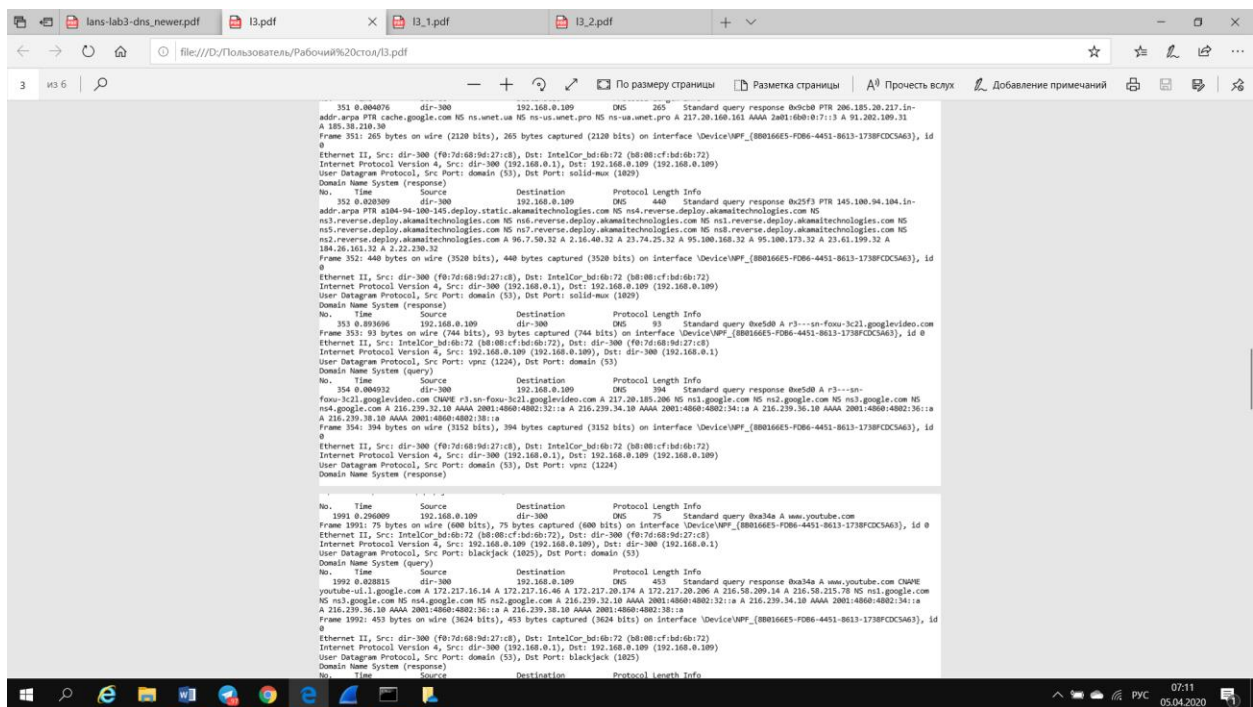 lans-lab3-dns_newer.pdf l3.pdf l3_1.pdf l3_2.pdf
file:///D:/Пользователь/Рабочий%20стол/l3.pdf
3 из 6 По размеру страницы Разметка страницы Прочесть вслух Добавление примечаний
351 0.004076 dir-300 192.168.0.109 DNS 265 Standard query response 0x9cb0 PTR 206.185.20.217.in-
addr.arpa PTR cache.google.com NS ns.wnet.ua NS ns-us.wnet.pro NS ns-ua.wnet.pro A 217.20.160.161 AAAA 2a01:6b0:0:7::3 A 91.202.109.31
A 185.38.210.30
Frame 351: 265 bytes on wire (2120 bits), 265 bytes captured (2120 bits) on interface \Device\NPF_{8B0166E5-FDB6-4451-8613-1738FCDC5A63}, id
0
Ethernet II, Src: dir-300 (f0:7d:68:9d:27:c8), Dst: IntelCor_bd:6b:72 (b8:08:cf:bd:6b:72)
Internet Protocol Version 4, Src: dir-300 (192.168.0.1), Dst: 192.168.0.109 (192.168.0.109)
User Datagram Protocol, Src Port: domain (53), Dst Port: solid-mux (1029)
Domain Name System (response)
No. Time Source Destination Protocol Length Info
352 0.020309 dir-300 192.168.0.109 DNS 440 Standard query response 0x25f3 PTR 145.100.94.104.in-
addr.arpa PTR a104-94-100-145.deploy.static.akamaitechnologies.com NS ns4.reverse.deploy.akamaitechnologies.com NS
ns3.reverse.deploy.akamaitechnologies.com NS ns6.reverse.deploy.akamaitechnologies.com NS ns1.reverse.deploy.akamaitechnologies.com NS
ns5.reverse.deploy.akamaitechnologies.com NS ns7.reverse.deploy.akamaitechnologies.com NS ns8.reverse.deploy.akamaitechnologies.com NS
ns2.reverse.deploy.akamaitechnologies.com A 96.7.50.32 A 2.16.40.32 A 23.74.25.32 A 95.100.168.32 A 95.100.173.32 A 23.61.199.32 A
184.26.161.32 A 2.22.230.32
Frame 352: 440 bytes on wire (3520 bits), 440 bytes captured (3520 bits) on interface \Device\NPF_{8B0166E5-FDB6-4451-8613-1738FCDC5A63}, id
0
Ethernet II, Src: dir-300 (f0:7d:68:9d:27:c8), Dst: IntelCor_bd:6b:72 (b8:08:cf:bd:6b:72)
Internet Protocol Version 4, Src: dir-300 (192.168.0.1), Dst: 192.168.0.109 (192.168.0.109)
User Datagram Protocol, Src Port: domain (53), Dst Port: solid-mux (1029)
Domain Name System (response)
No. Time Source Destination Protocol Length Info
353 0.893696 192.168.0.109 dir-300 DNS 93 Standard query 0xe5d0 A r3---sn-foxu-3c2l.googlevideo.com
Frame 353: 93 bytes on wire (744 bits), 93 bytes captured (744 bits) on interface \Device\NPF_{8B0166E5-FDB6-4451-8613-1738FCDC5A63}, id 0
Ethernet II, Src: IntelCor_bd:6b:72 (b8:08:cf:bd:6b:72), Dst: dir-300 (f0:7d:68:9d:27:c8)
Internet Protocol Version 4, Src: 192.168.0.109 (192.168.0.109), Dst: dir-300 (192.168.0.1)
User Datagram Protocol, Src Port: vpnz (1224), Dst Port: domain (53)
Domain Name System (query)
No. Time Source Destination Protocol Length Info
354 0.004932 dir-300 192.168.0.109 DNS 394 Standard query response 0xe5d0 A r3---sn-
foxu-3c2l.googlevideo.com CNAME r3.sn-foxu-3c2l.googlevideo.com A 217.20.185.206 NS ns1.google.com NS ns2.google.com NS ns3.google.com NS
ns4.google.com A 216.239.32.10 AAAA 2001:4860:4802:32::a A 216.239.34.10 AAAA 2001:4860:4802:34::a A 216.239.36.10 AAAA 2001:4860:4802:36::a
A 216.239.38.10 AAAA 2001:4860:4802:38::a
Frame 354: 394 bytes on wire (3152 bits), 394 bytes captured (3152 bits) on interface \Device\NPF_{8B0166E5-FDB6-4451-8613-1738FCDC5A63}, id
0
Ethernet II, Src: dir-300 (f0:7d:68:9d:27:c8), Dst: IntelCor_bd:6b:72 (b8:08:cf:bd:6b:72)
Internet Protocol Version 4, Src: dir-300 (192.168.0.1), Dst: 192.168.0.109 (192.168.0.109)
User Datagram Protocol, Src Port: domain (53), Dst Port: vpnz (1224)
Domain Name System (response)
No. Time Source Destination Protocol Length Info
1991 0.296009 192.168.0.109 dir-300 DNS 75 Standard query 0xa34a A www.youtube.com
Frame 1991: 75 bytes on wire (600 bits), 75 bytes captured (600 bits) on interface \Device\NPF_{8B0166E5-FDB6-4451-8613-1738FCDC5A63}, id 0
Ethernet II, Src: IntelCor_bd:6b:72 (b8:08:cf:bd:6b:72), Dst: dir-300 (f0:7d:68:9d:27:c8)
Internet Protocol Version 4, Src: 192.168.0.109 (192.168.0.109), Dst: dir-300 (192.168.0.1)
User Datagram Protocol, Src Port: blackjack (1025), Dst Port: domain (53)
Domain Name System (query)
No. Time Source Destination Protocol Length Info
1992 0.028815 dir-300 192.168.0.109 DNS 453 Standard query response 0xa34a A www.youtube.com CNAME
youtube-ui.l.google.com A 172.217.16.14 A 172.217.16.46 A 172.217.20.174 A 172.217.20.206 A 216.58.209.14 A 216.58.215.78 NS ns1.google.com
NS ns3.google.com NS ns4.google.com NS ns2.google.com A 216.239.32.10 AAAA 2001:4860:4802:32::a A 216.239.34.10 AAAA 2001:4860:4802:34::a
A 216.239.36.10 AAAA 2001:4860:4802:36::a A 216.239.38.10 AAAA 2001:4860:4802:38::a
Frame 1992: 453 bytes on wire (3624 bits), 453 bytes captured (3624 bits) on interface \Device\NPF_{8B0166E5-FDB6-4451-8613-1738FCDC5A63}, id
0
Ethernet II, Src: dir-300 (f0:7d:68:9d:27:c8), Dst: IntelCor_bd:6b:72 (b8:08:cf:bd:6b:72)
Internet Protocol Version 4, Src: dir-300 (192.168.0.1), Dst: 192.168.0.109 (192.168.0.109)
User Datagram Protocol, Src Port: domain (53), Dst Port: blackjack (1025)
Domain Name System (response)
No. Time Source Destination Protocol Length Info
РУС 07:11
05.04.2020